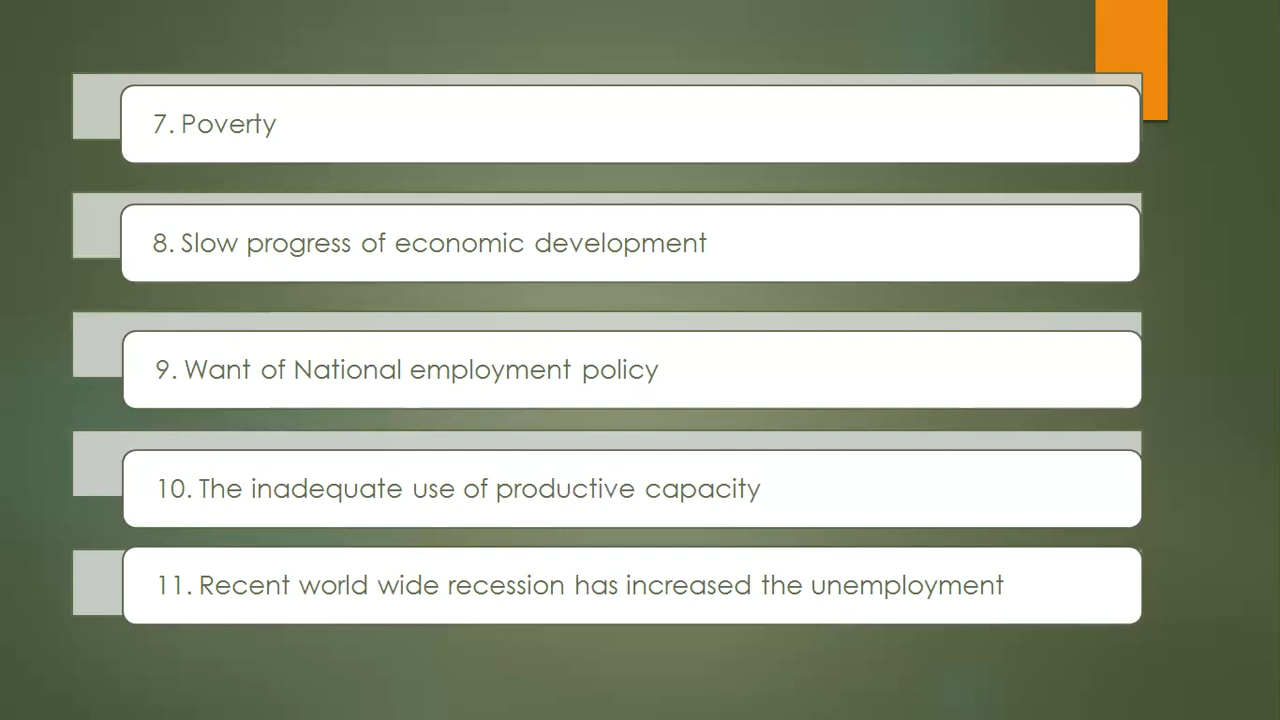 7. Poverty
8. Slow progress of economic development
9. Want of National employment policy
10. The inadequate use of productive capacity
11. Recent world wide recession has increased the unemployment